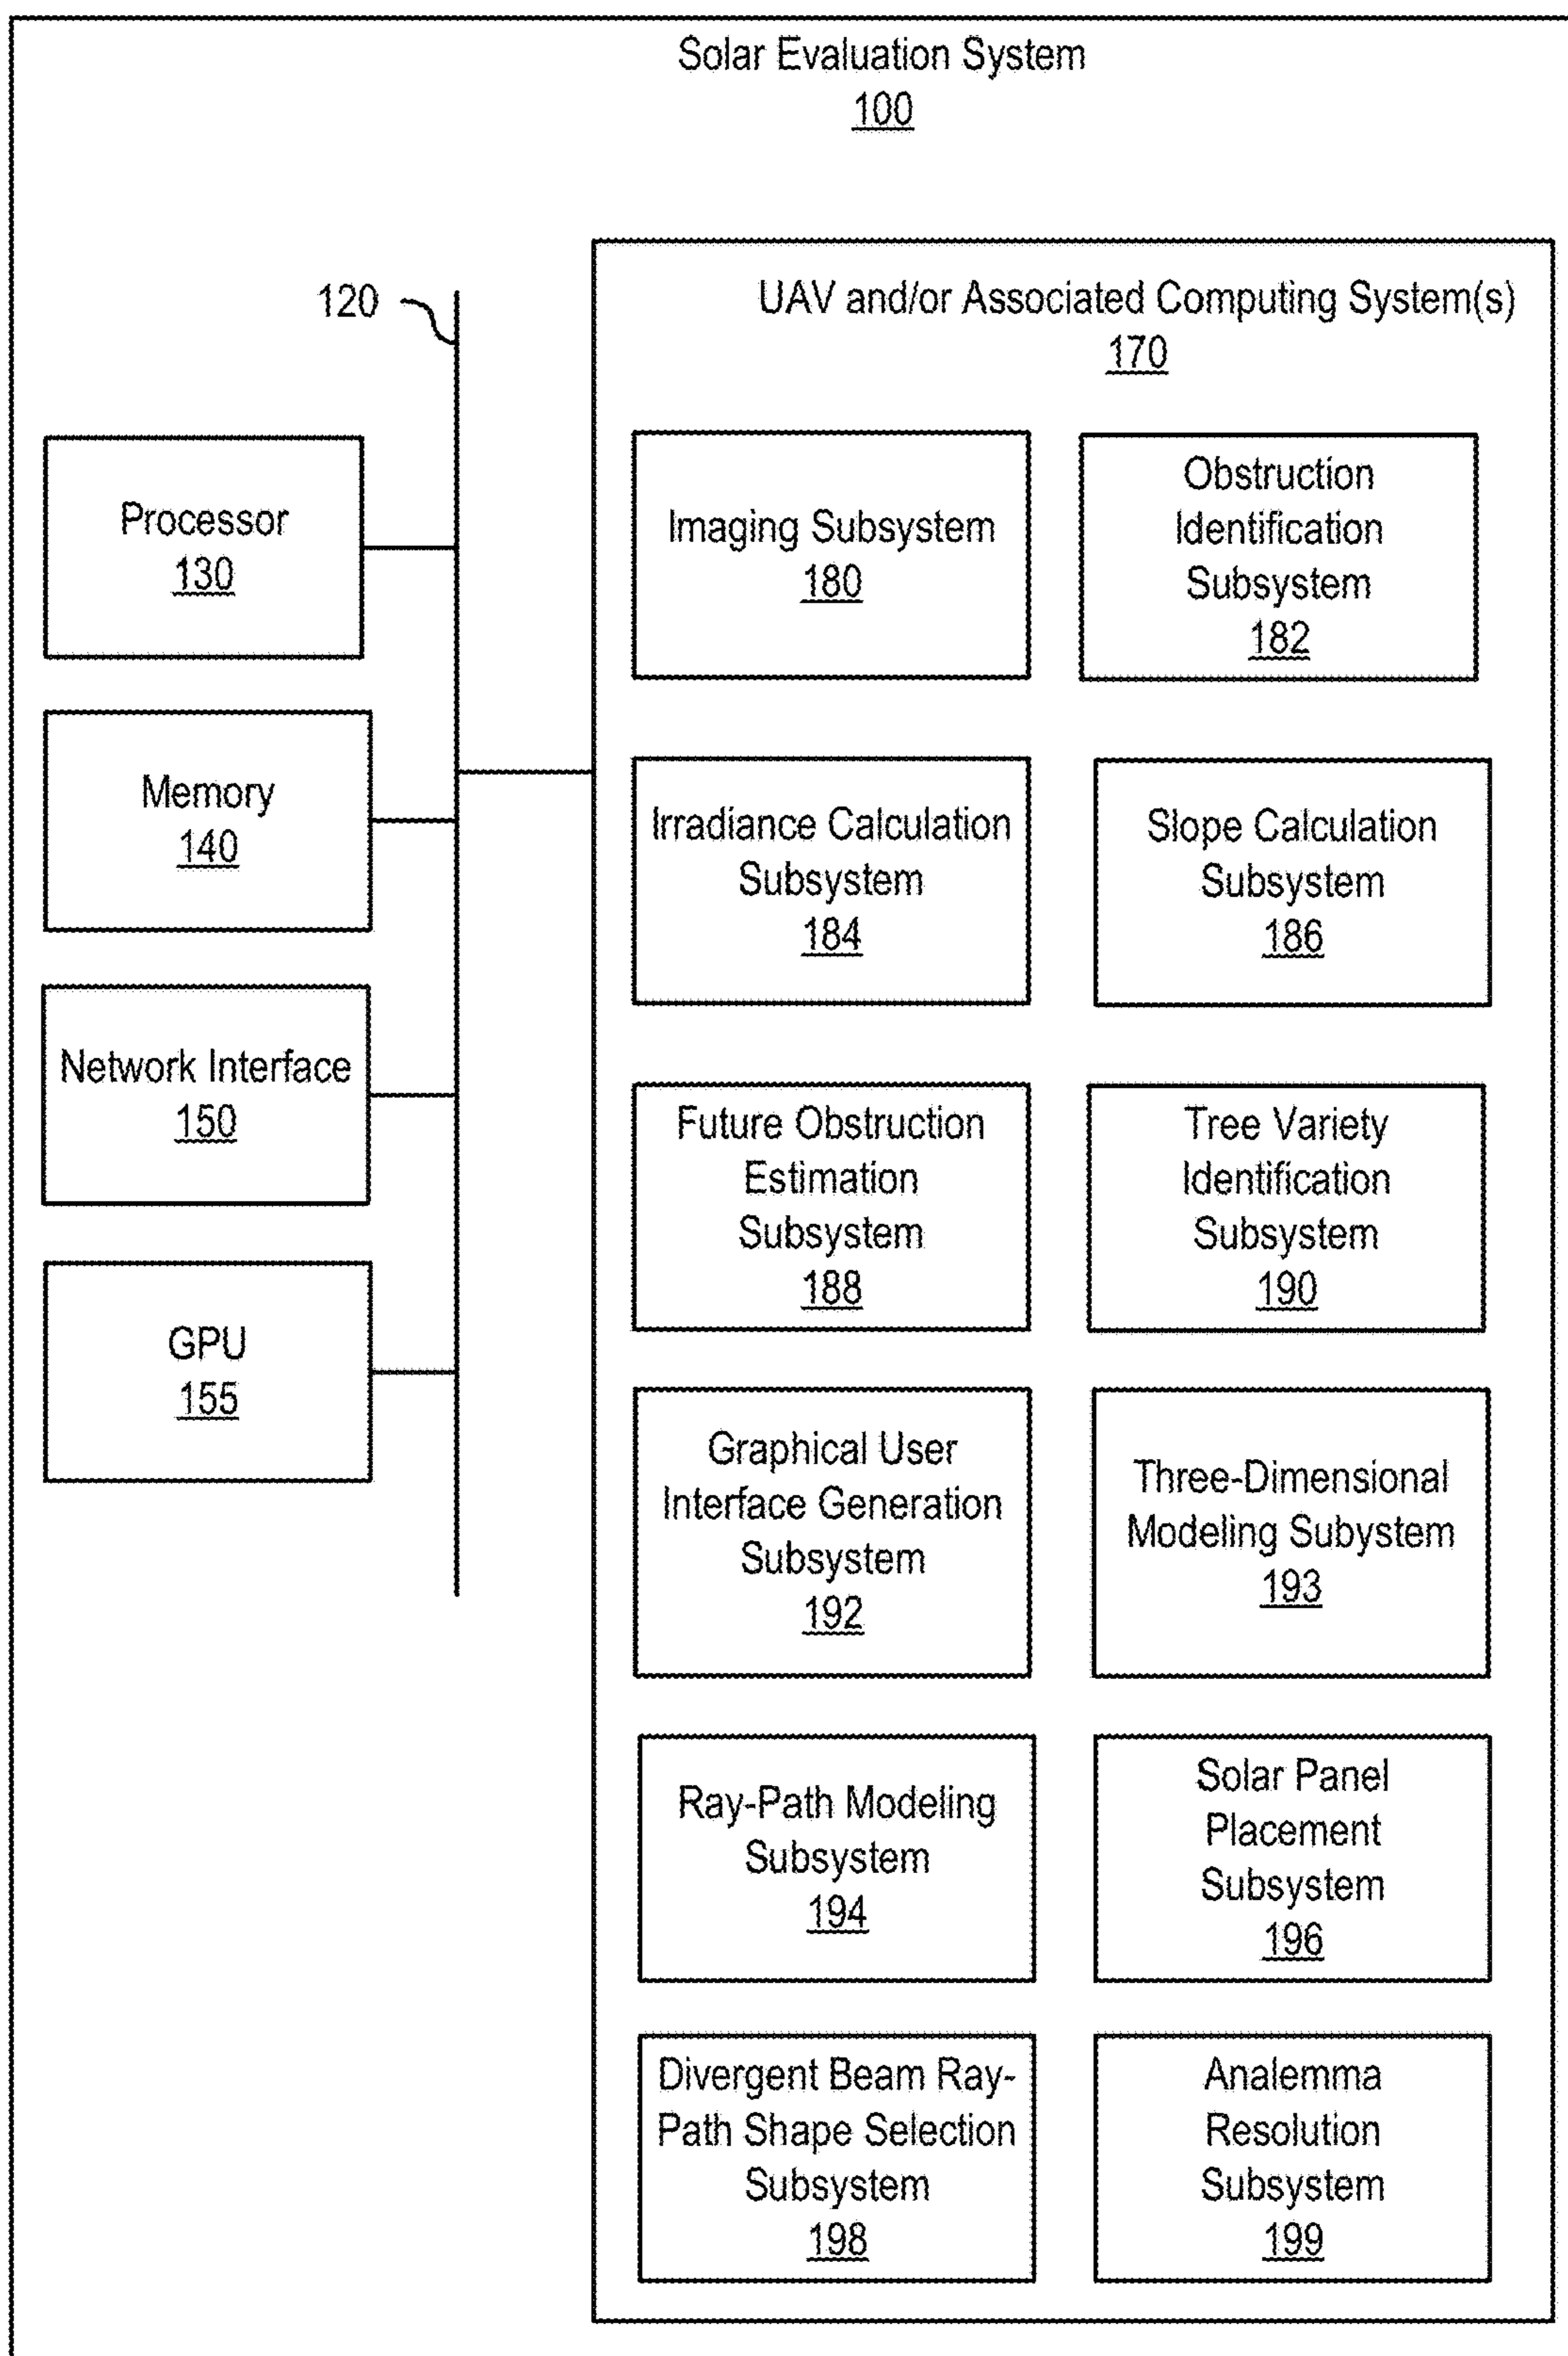 Solar Evaluation System
100
120
Processor
130
Memory
140
Network Interface
150
GPU
155
UAV and/or Associated Computing System(s)
170
Imaging Subsystem
180
Obstruction
Identification
Subsystem
182
Irradiance Calculation
Subsystem
184
Slope Calculation
Subsystem
186
Future Obstruction
Estimation
Subsystem
188
Tree Variety
Identification
Subsystem
190
Graphical User
Interface Generation
Subsystem
192
Three-Dimensional
Modeling Subystem
193
Ray-Path Modeling
Subsystem
194
Solar Panel
Placement
Subsystem
196
Divergent Beam Ray-
Path Shape Selection
Subsystem
198
Analemma
Resolution
Subsystem
199